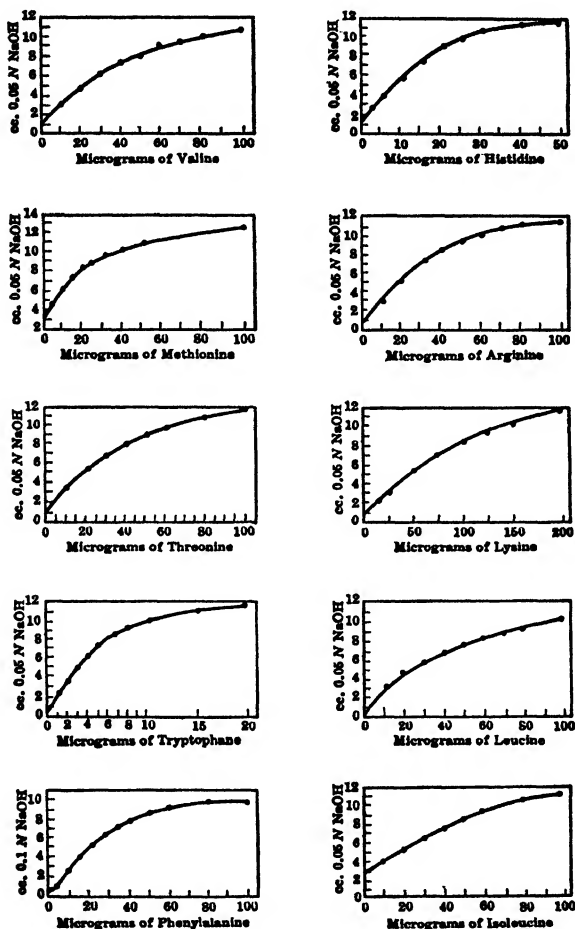 12
10
8
6
4
2
0
cc. 0.05 N NaOH
0 20 40 60 80 100
Micrograms of Valine
12
10
8
6
4
2
0
cc. 0.05 N NaOH
0 10 20 30 40 50
Micrograms of Histidine
14
12
10
8
6
4
2
cc. 0.05 N NaOH
0 20 40 60 80 100
Micrograms of Methionine
12
10
8
6
4
2
0
cc. 0.05 N NaOH
0 20 40 60 80 100
Micrograms of Arginine
12
10
8
6
4
2
0
cc. 0.05 N NaOH
0 20 40 60 80 100
Micrograms of Threonine
12
10
8
6
4
2
0
cc. 0.05 N NaOH
0 50 100 150 200
Micrograms of Lysine
12
10
8
6
4
2
0
cc. 0.05 N NaOH
0 2 4 6 8 10 15 20
Micrograms of Tryptophane
12
10
8
6
4
2
0
cc. 0.05 N NaOH
0 20 40 60 80 100
Micrograms of Leucine
10
8
6
4
2
0
cc. 0.1 N NaOH
0 20 40 60 80 100
Micrograms of Phenylalanine
12
10
8
6
4
2
0
cc. 0.05 N NaOH
0 20 40 60 80 100
Micrograms of Isoleucine